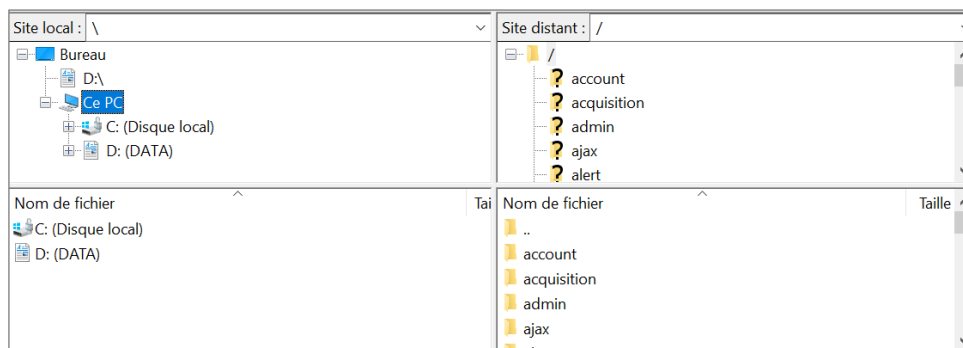 Site local : \
Bureau
D:\
Ce PC
C: (Disque local)
D: (DATA)
Nom de fichier Tai
C: (Disque local)
D: (DATA)
Site distant : /
/
account
acquisition
admin
ajax
alert
Nom de fichier Taille
..
account
acquisition
admin
ajax